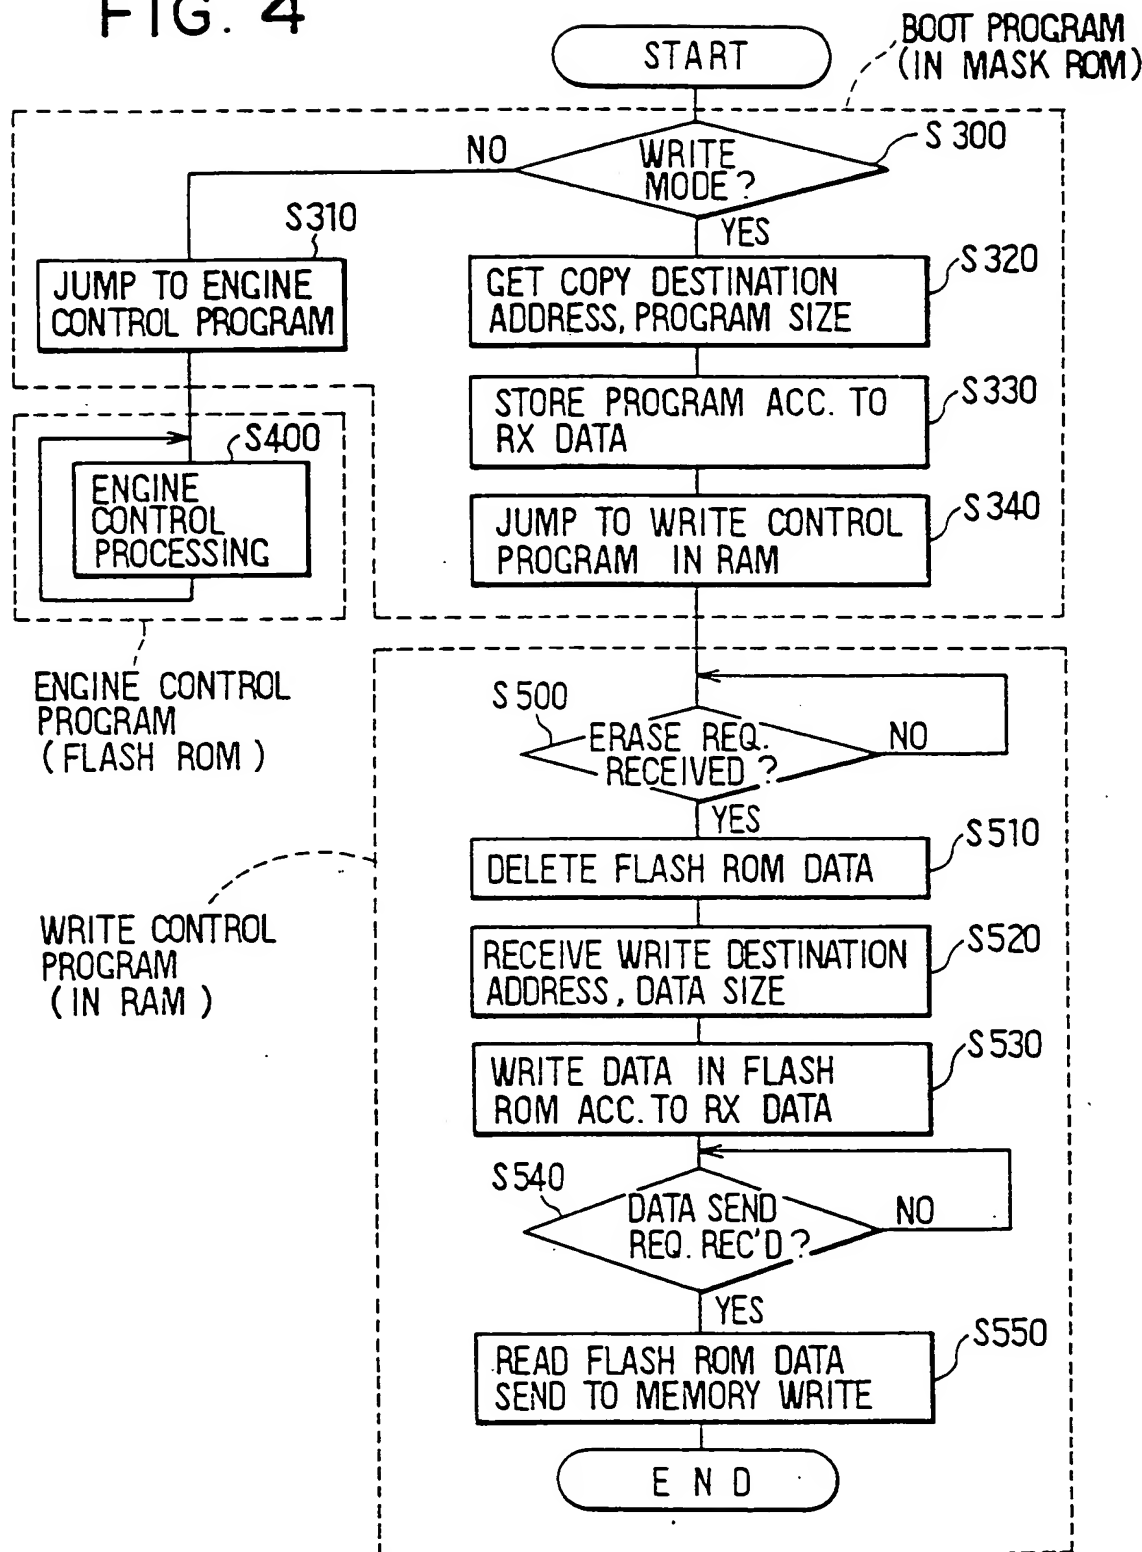 FIG. 4
BOOT PROGRAM
(IN MASK ROM)
START
S300
NO
WRITE
MODE?
YES
S310
JUMP TO ENGINE
CONTROL PROGRAM
S320
GET COPY DESTINATION
ADDRESS, PROGRAM SIZE
S330
STORE PROGRAM ACC. TO
RX DATA
S400
ENGINE
CONTROL
PROCESSING
S340
JUMP TO WRITE CONTROL
PROGRAM IN RAM
ENGINE CONTROL
PROGRAM
(FLASH ROM)
S500
ERASE REQ.
RECEIVED?
NO
YES
S510
DELETE FLASH ROM DATA
WRITE CONTROL
PROGRAM
(IN RAM)
S520
RECEIVE WRITE DESTINATION
ADDRESS, DATA SIZE
S530
WRITE DATA IN FLASH
ROM ACC. TO RX DATA
S540
DATA SEND
REQ. REC'D?
NO
YES
S550
READ FLASH ROM DATA
SEND TO MEMORY WRITE
END